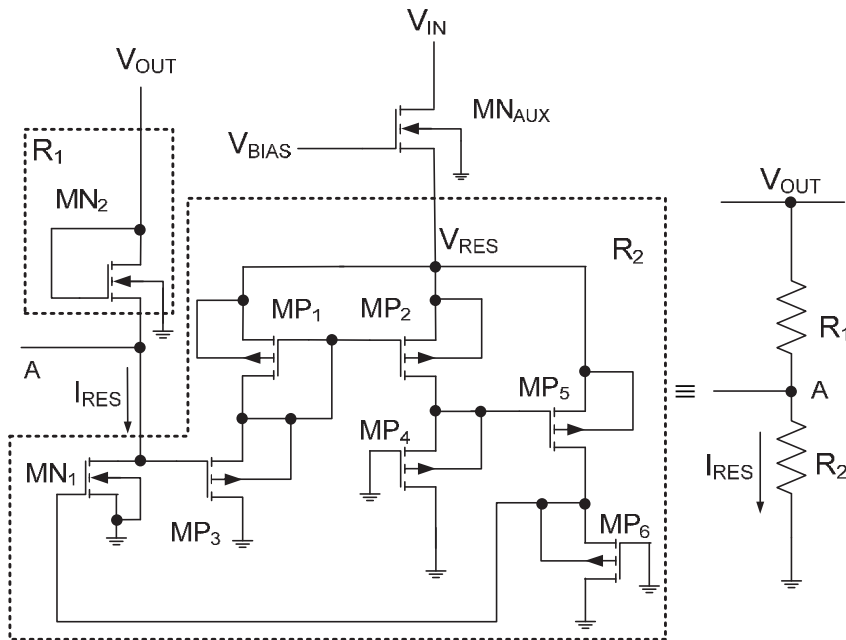 V_IN
V_OUT
MN_AUX
V_BIAS
R_1
MN_2
V_OUT
V_RES
R_2
MP_1
MP_2
R_1
A
MP_5
≡
A
I_RES
MP_4
MN_1
I_RES
R_2
MP_3
MP_6